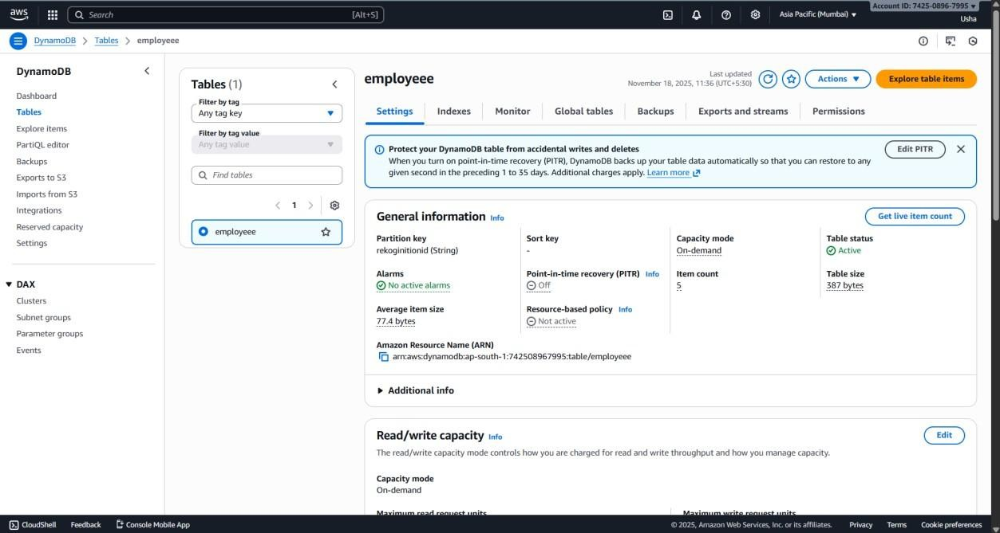 aws
Search
[Alt+S]
Asia Pacific (Mumbai)
Account ID: 7425-0896-7995
Usha
DynamoDB
Tables
employeee
DynamoDB
Dashboard
Tables
Explore items
PartiQL editor
Backups
Exports to S3
Imports from S3
Integrations
Reserved capacity
Settings
DAX
Clusters
Subnet groups
Parameter groups
Events
Tables (1)
Filter by tag
Any tag key
Filter by tag value
Any tag value
Find tables
1
employeee
employeee
Last updated
November 18, 2025, 11:36 (UTC+5:30)
Actions
Explore table items
Settings
Indexes
Monitor
Global tables
Backups
Exports and streams
Permissions
Protect your DynamoDB table from accidental writes and deletes
When you turn on point-in-time recovery (PITR), DynamoDB backs up your table data automatically so that you can restore to any
given second in the preceding 1 to 35 days. Additional charges apply. Learn more
Edit PITR
General information Info
Get live item count
Partition key
rekoginitionid (String)
Sort key
-
Capacity mode
On-demand
Table status
Active
Alarms
No active alarms
Point-in-time recovery (PITR) Info
Off
Item count
5
Table size
387 bytes
Average item size
77.4 bytes
Resource-based policy Info
Not active
Amazon Resource Name (ARN)
arn:aws:dynamodb:ap-south-1:742508967995:table/employeee
Additional info
Read/write capacity Info
Edit
The read/write capacity mode controls how you are charged for read and write throughput and how you manage capacity.
Capacity mode
On-demand
Maximum read request units
Maximum write request units
CloudShell
Feedback
Console Mobile App
© 2025, Amazon Web Services, Inc. or its affiliates.
Privacy
Terms
Cookie preferences